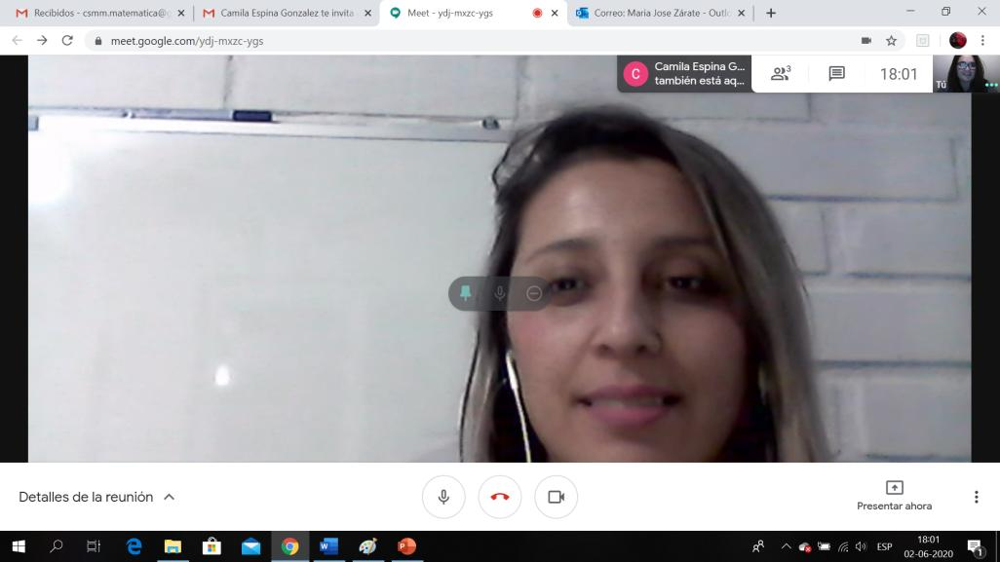 Recibidos - csmm.matematica@g
Camila Espina Gonzalez te invita
Meet - ydj-mxzc-ygs
Correo: Maria Jose Zárate - Outlo
meet.google.com/ydj-mxzc-ygs
C
Camila Espina G...
también está aq...
3
18:01
Tú
Detalles de la reunión
Presentar ahora
ESP
18:01
02-06-2020
1